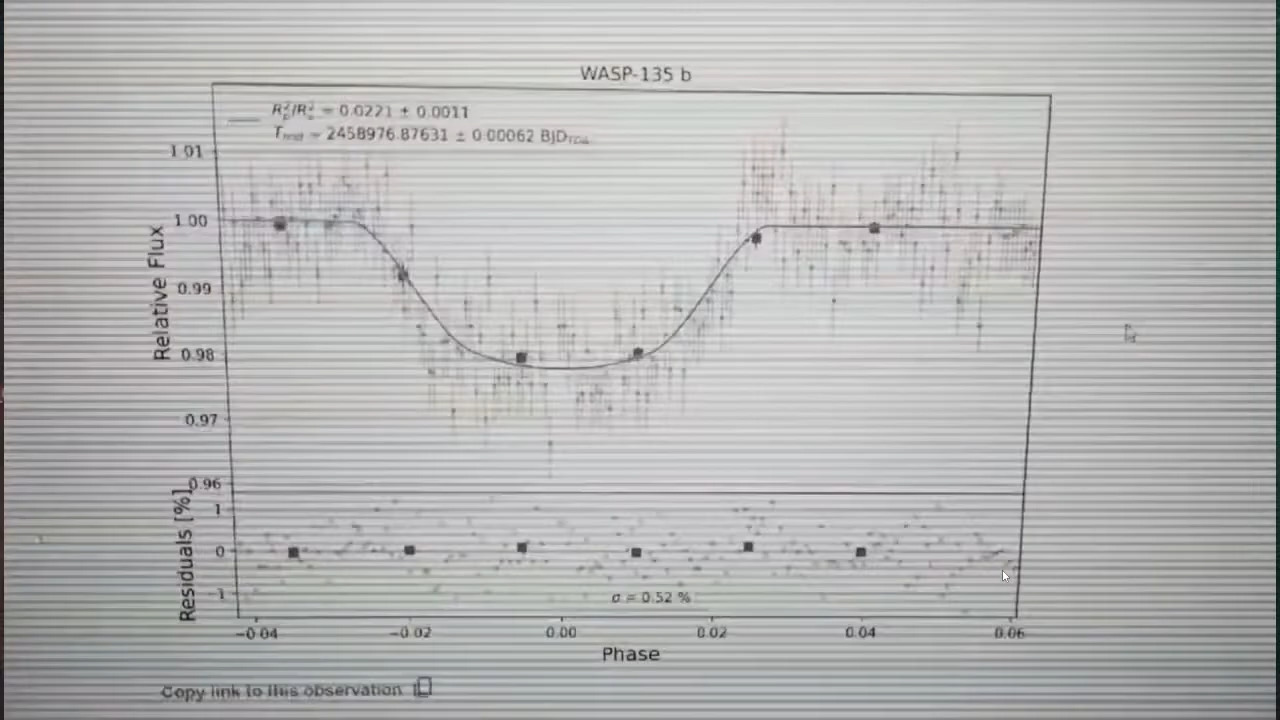 WASP-135 b
R²p/R²s = 0.0221 ± 0.0011
Tmid = 2458976.87631 ± 0.00062 BJD_TDB
1.01
1.00
0.99
0.98
0.97
0.96
Relative Flux
1
0
−1
Residuals [%]
σ = 0.52 %
−0.04 −0.02 0.00 0.02 0.04 0.06
Phase
Copy link to this observation